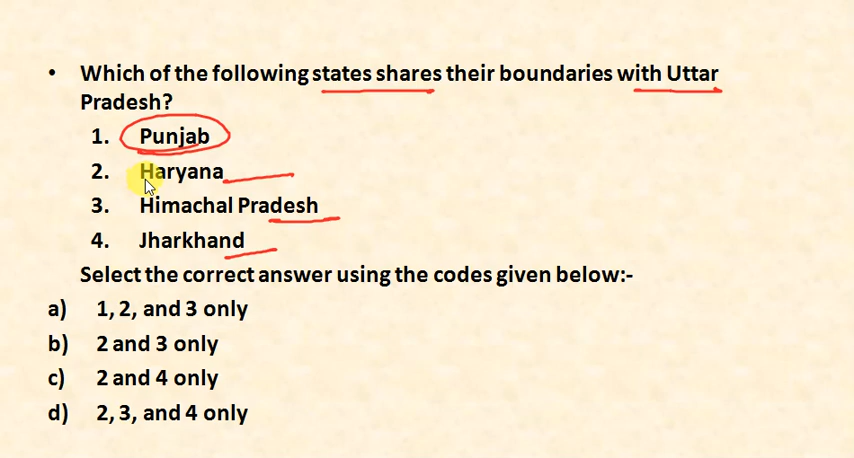 • Which of the following states shares their boundaries with Uttar
Pradesh?
1. Punjab
2. Haryana
3. Himachal Pradesh
4. Jharkhand
Select the correct answer using the codes given below:-
a) 1, 2, and 3 only
b) 2 and 3 only
c) 2 and 4 only
d) 2, 3, and 4 only